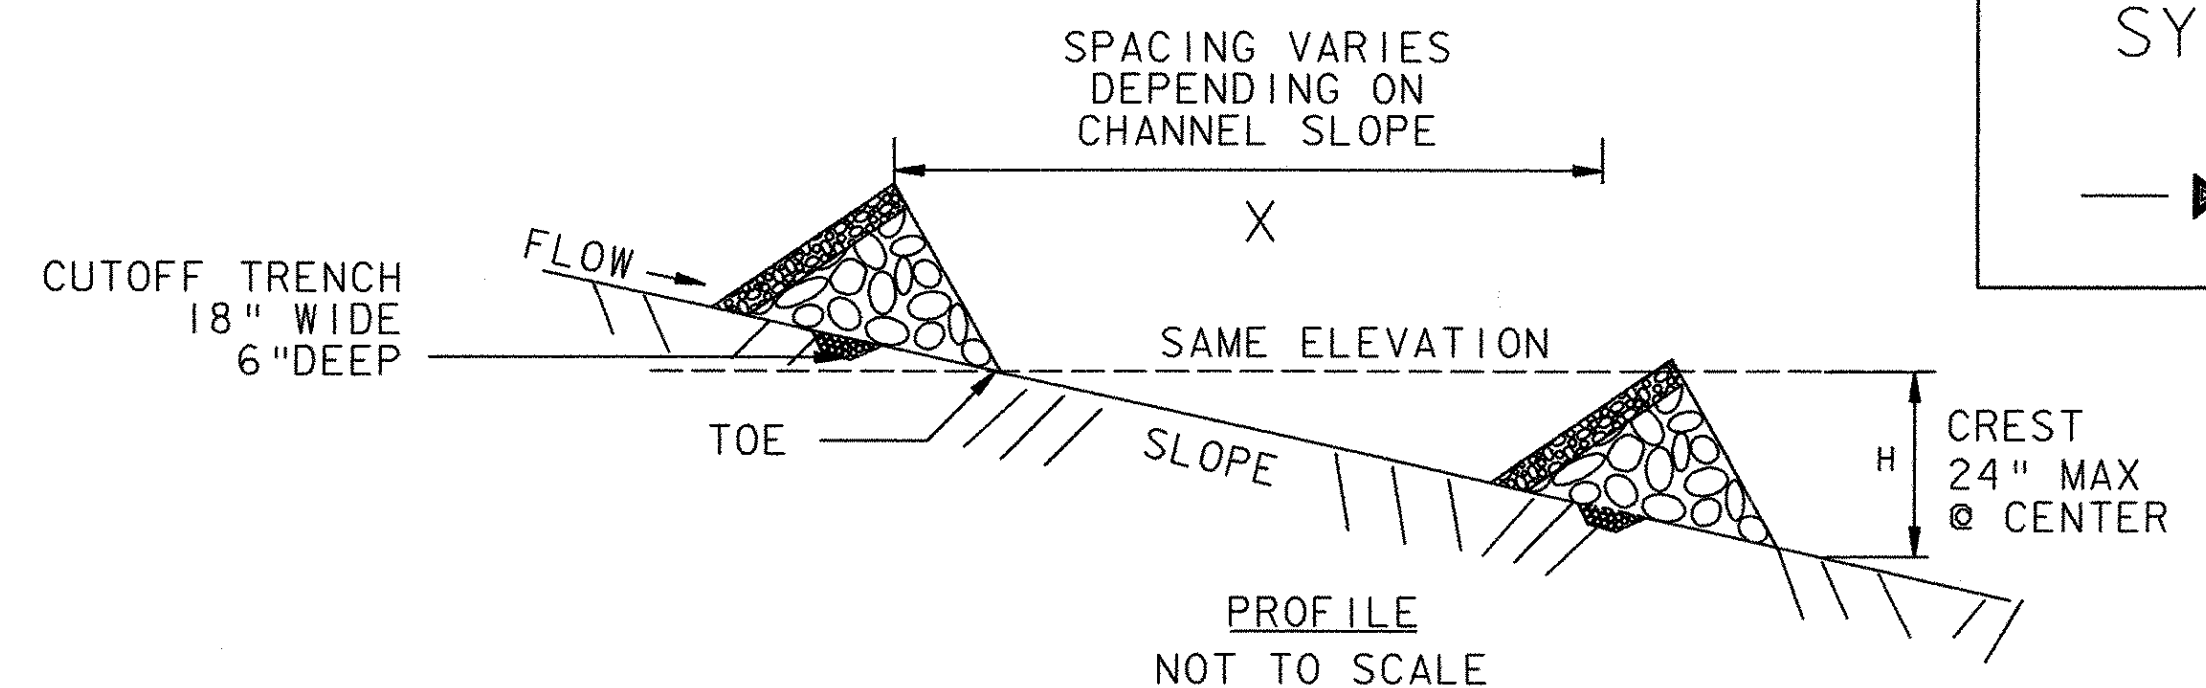 SPACING VARIES
DEPENDING ON
CHANNEL SLOPE
SY
X
FLOW
CUTOFF TRENCH
18" WIDE
6"DEEP
SAME ELEVATION
TOE
SLOPE
H
CREST
24" MAX
@ CENTER
PROFILE
NOT TO SCALE